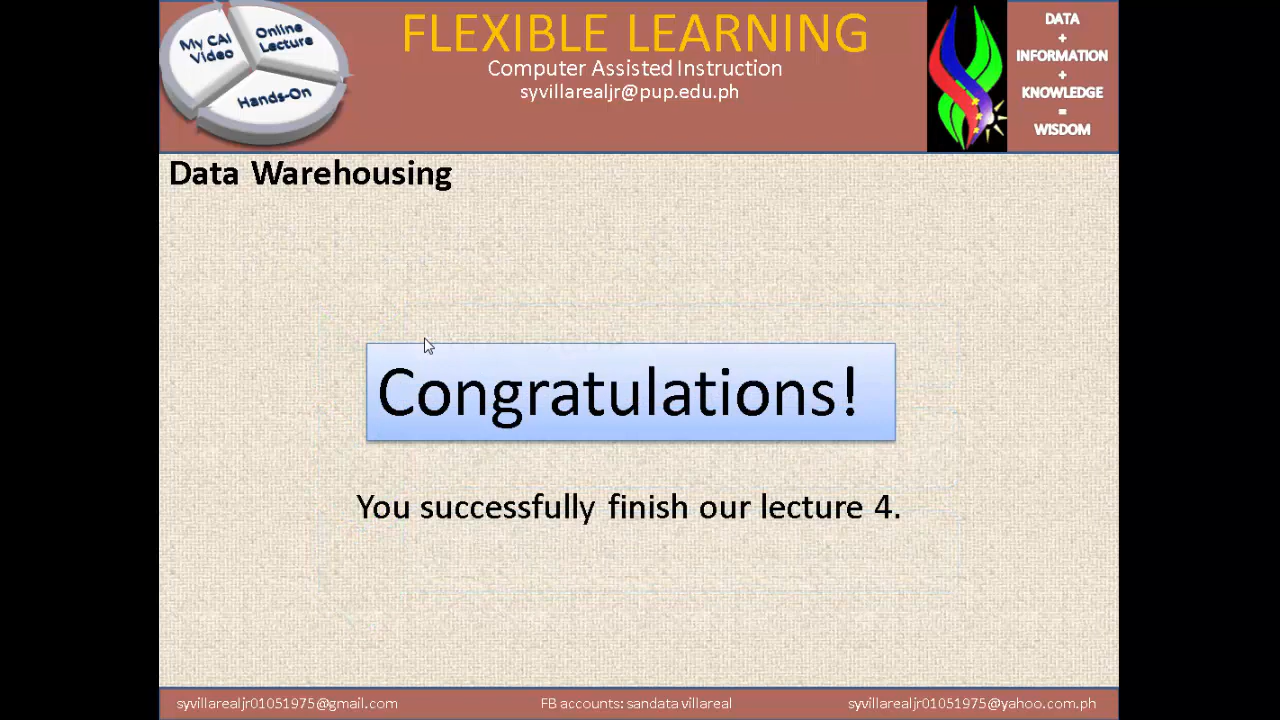 My CAI
Video
Online
Lecture
Hands-On
FLEXIBLE LEARNING
Computer Assisted Instruction
syvillarealjr@pup.edu.ph
DATA
+
INFORMATION
+
KNOWLEDGE
=
WISDOM
Data Warehousing
Congratulations!
You successfully finish our lecture 4.
syvillarealjr01051975@gmail.com
FB accounts: sandata villareal
syvillarealjr01051975@yahoo.com.ph